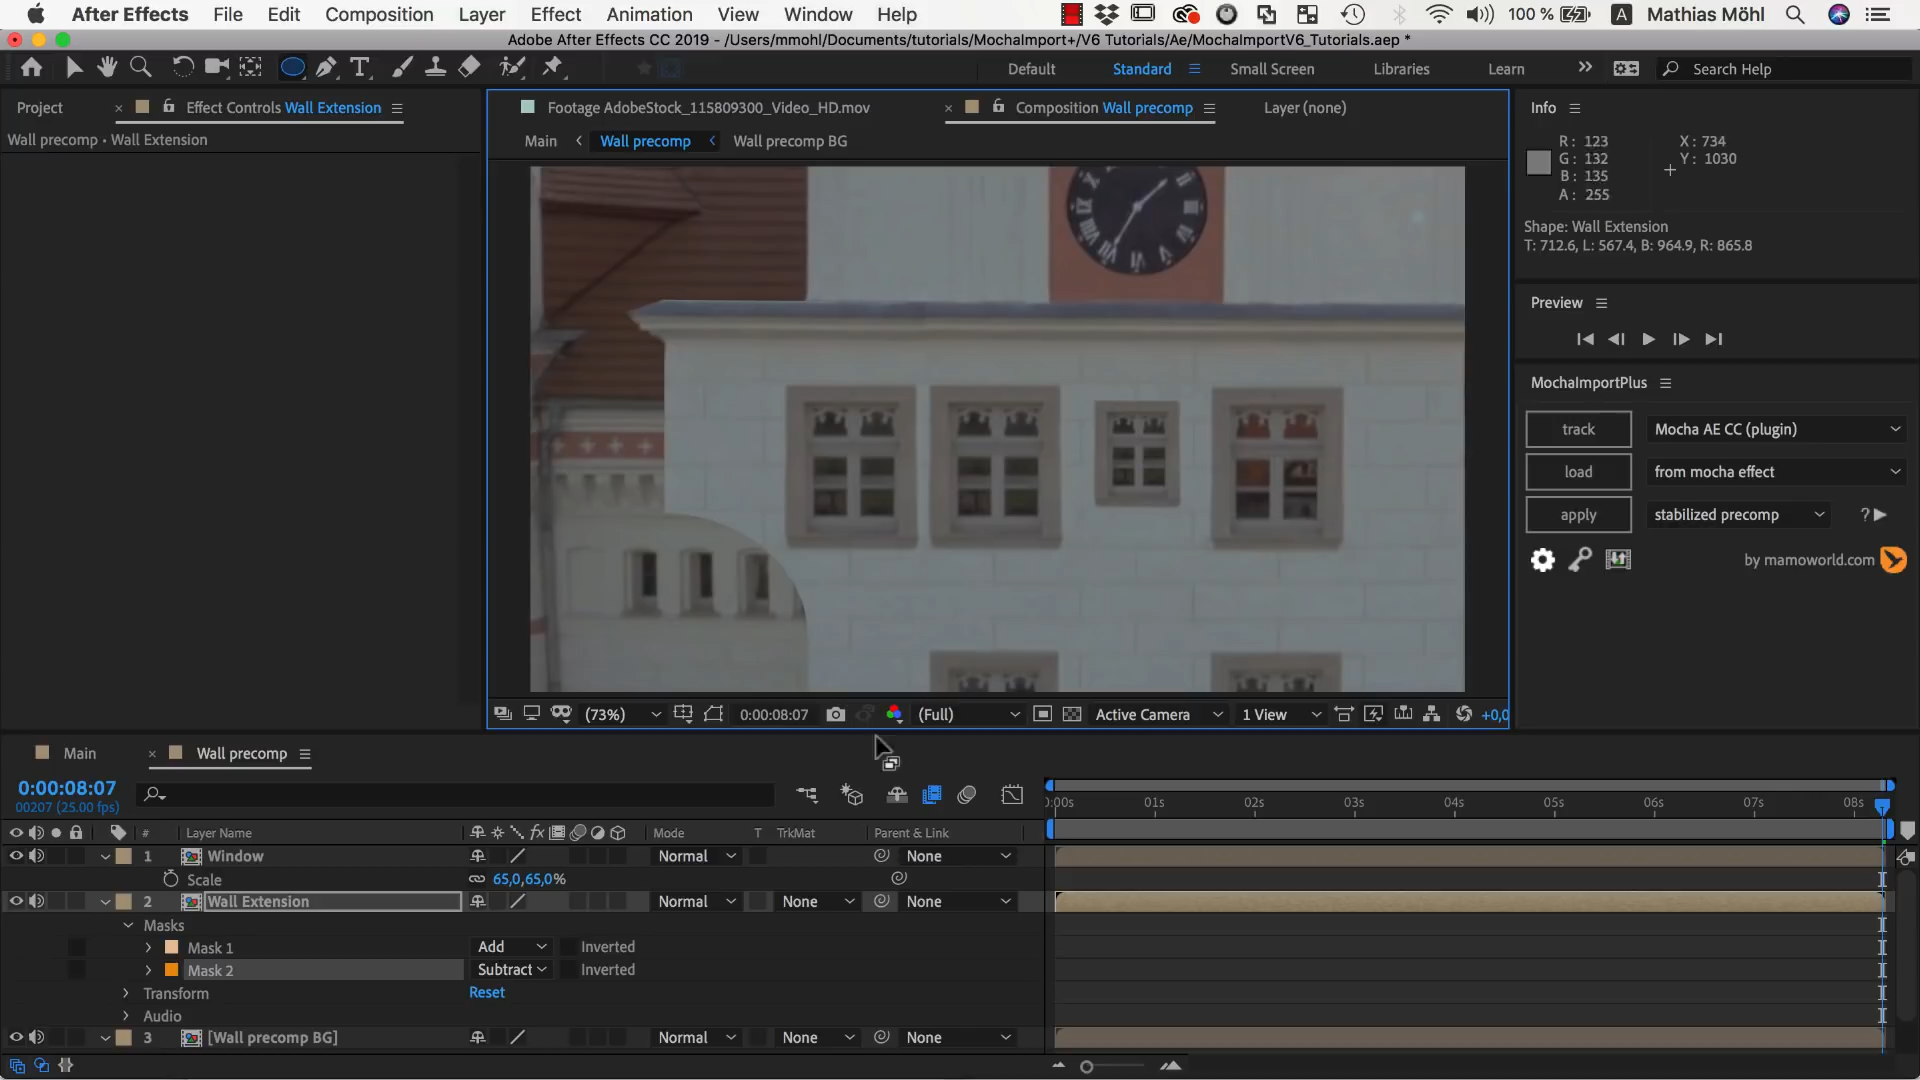 After Effects File Edit Composition Layer Effect Animation View Window Help 100 % A Mathias Möhl
Adobe After Effects CC 2019 - /Users/mmohl/Documents/tutorials/MochaImport+/V6 Tutorials/Ae/MochaImportV6_Tutorials.aep *
Default Standard Small Screen Libraries Learn Search Help
Project Effect Controls Wall Extension Footage AdobeStock_115809300_Video_HD.mov Composition Wall precomp Layer (none) Info
Wall precomp • Wall Extension Main Wall precomp Wall precomp BG
R: 123 X: 734
G: 132 Y: 1030
B: 135
A: 255
Shape: Wall Extension
T: 712.6, L: 567.4, B: 964.9, R: 865.8
Preview
MochaImportPlus
track Mocha AE CC (plugin)
load from mocha effect
apply stabilized precomp ?
by mamoworld.com
(73%) 0:00:08:07 (Full) Active Camera 1 View +0,0
Main Wall precomp
0:00:08:07
00207 (25.00 fps)
:00s 01s 02s 03s 04s 05s 06s 07s 08s
# Layer Name fx Mode T TrkMat Parent & Link
1 Window Normal None
Scale 65,0,65,0%
2 Wall Extension Normal None None
Masks
Mask 1 Add Inverted
Mask 2 Subtract Inverted
Transform Reset
Audio
3 [Wall precomp BG] Normal None None